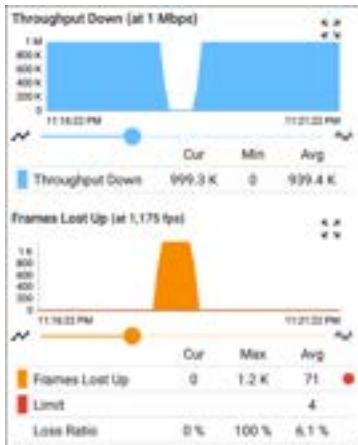 Throughput Down (at 1 Mbps)
1 M
800 K
600 K
400 K
200 K
0
11:16:22 PM 11:21:22 PM
Cur Min Avg
Throughput Down 999.3 K 0 939.4 K
Frames Lost Up (at 1,175 fps)
1 K
800
600
400
200
0
11:16:22 PM 11:21:22 PM
Cur Max Avg
Frames Lost Up 0 1.2 K 71
Limit 4
Loss Ratio 0 % 100 % 6.1 %